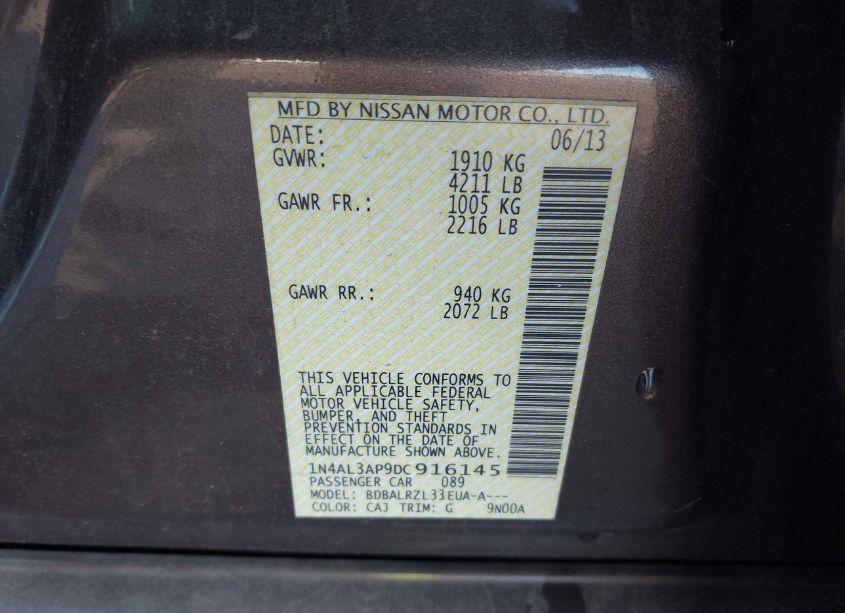 MFD BY NISSAN MOTOR CO., LTD.
DATE: 06/13
GVWR: 1910 KG
4211 LB
GAWR FR.: 1005 KG
2216 LB
GAWR RR.: 940 KG
2072 LB
THIS VEHICLE CONFORMS TO
ALL APPLICABLE FEDERAL
MOTOR VEHICLE SAFETY,
BUMPER, AND THEFT
PREVENTION STANDARDS IN
EFFECT ON THE DATE OF
MANUFACTURE SHOWN ABOVE.
1N4AL3AP9DC916145
PASSENGER CAR 089
MODEL: BDBALRZL33EUA-A---
COLOR: CAJ TRIM: G 9N00A